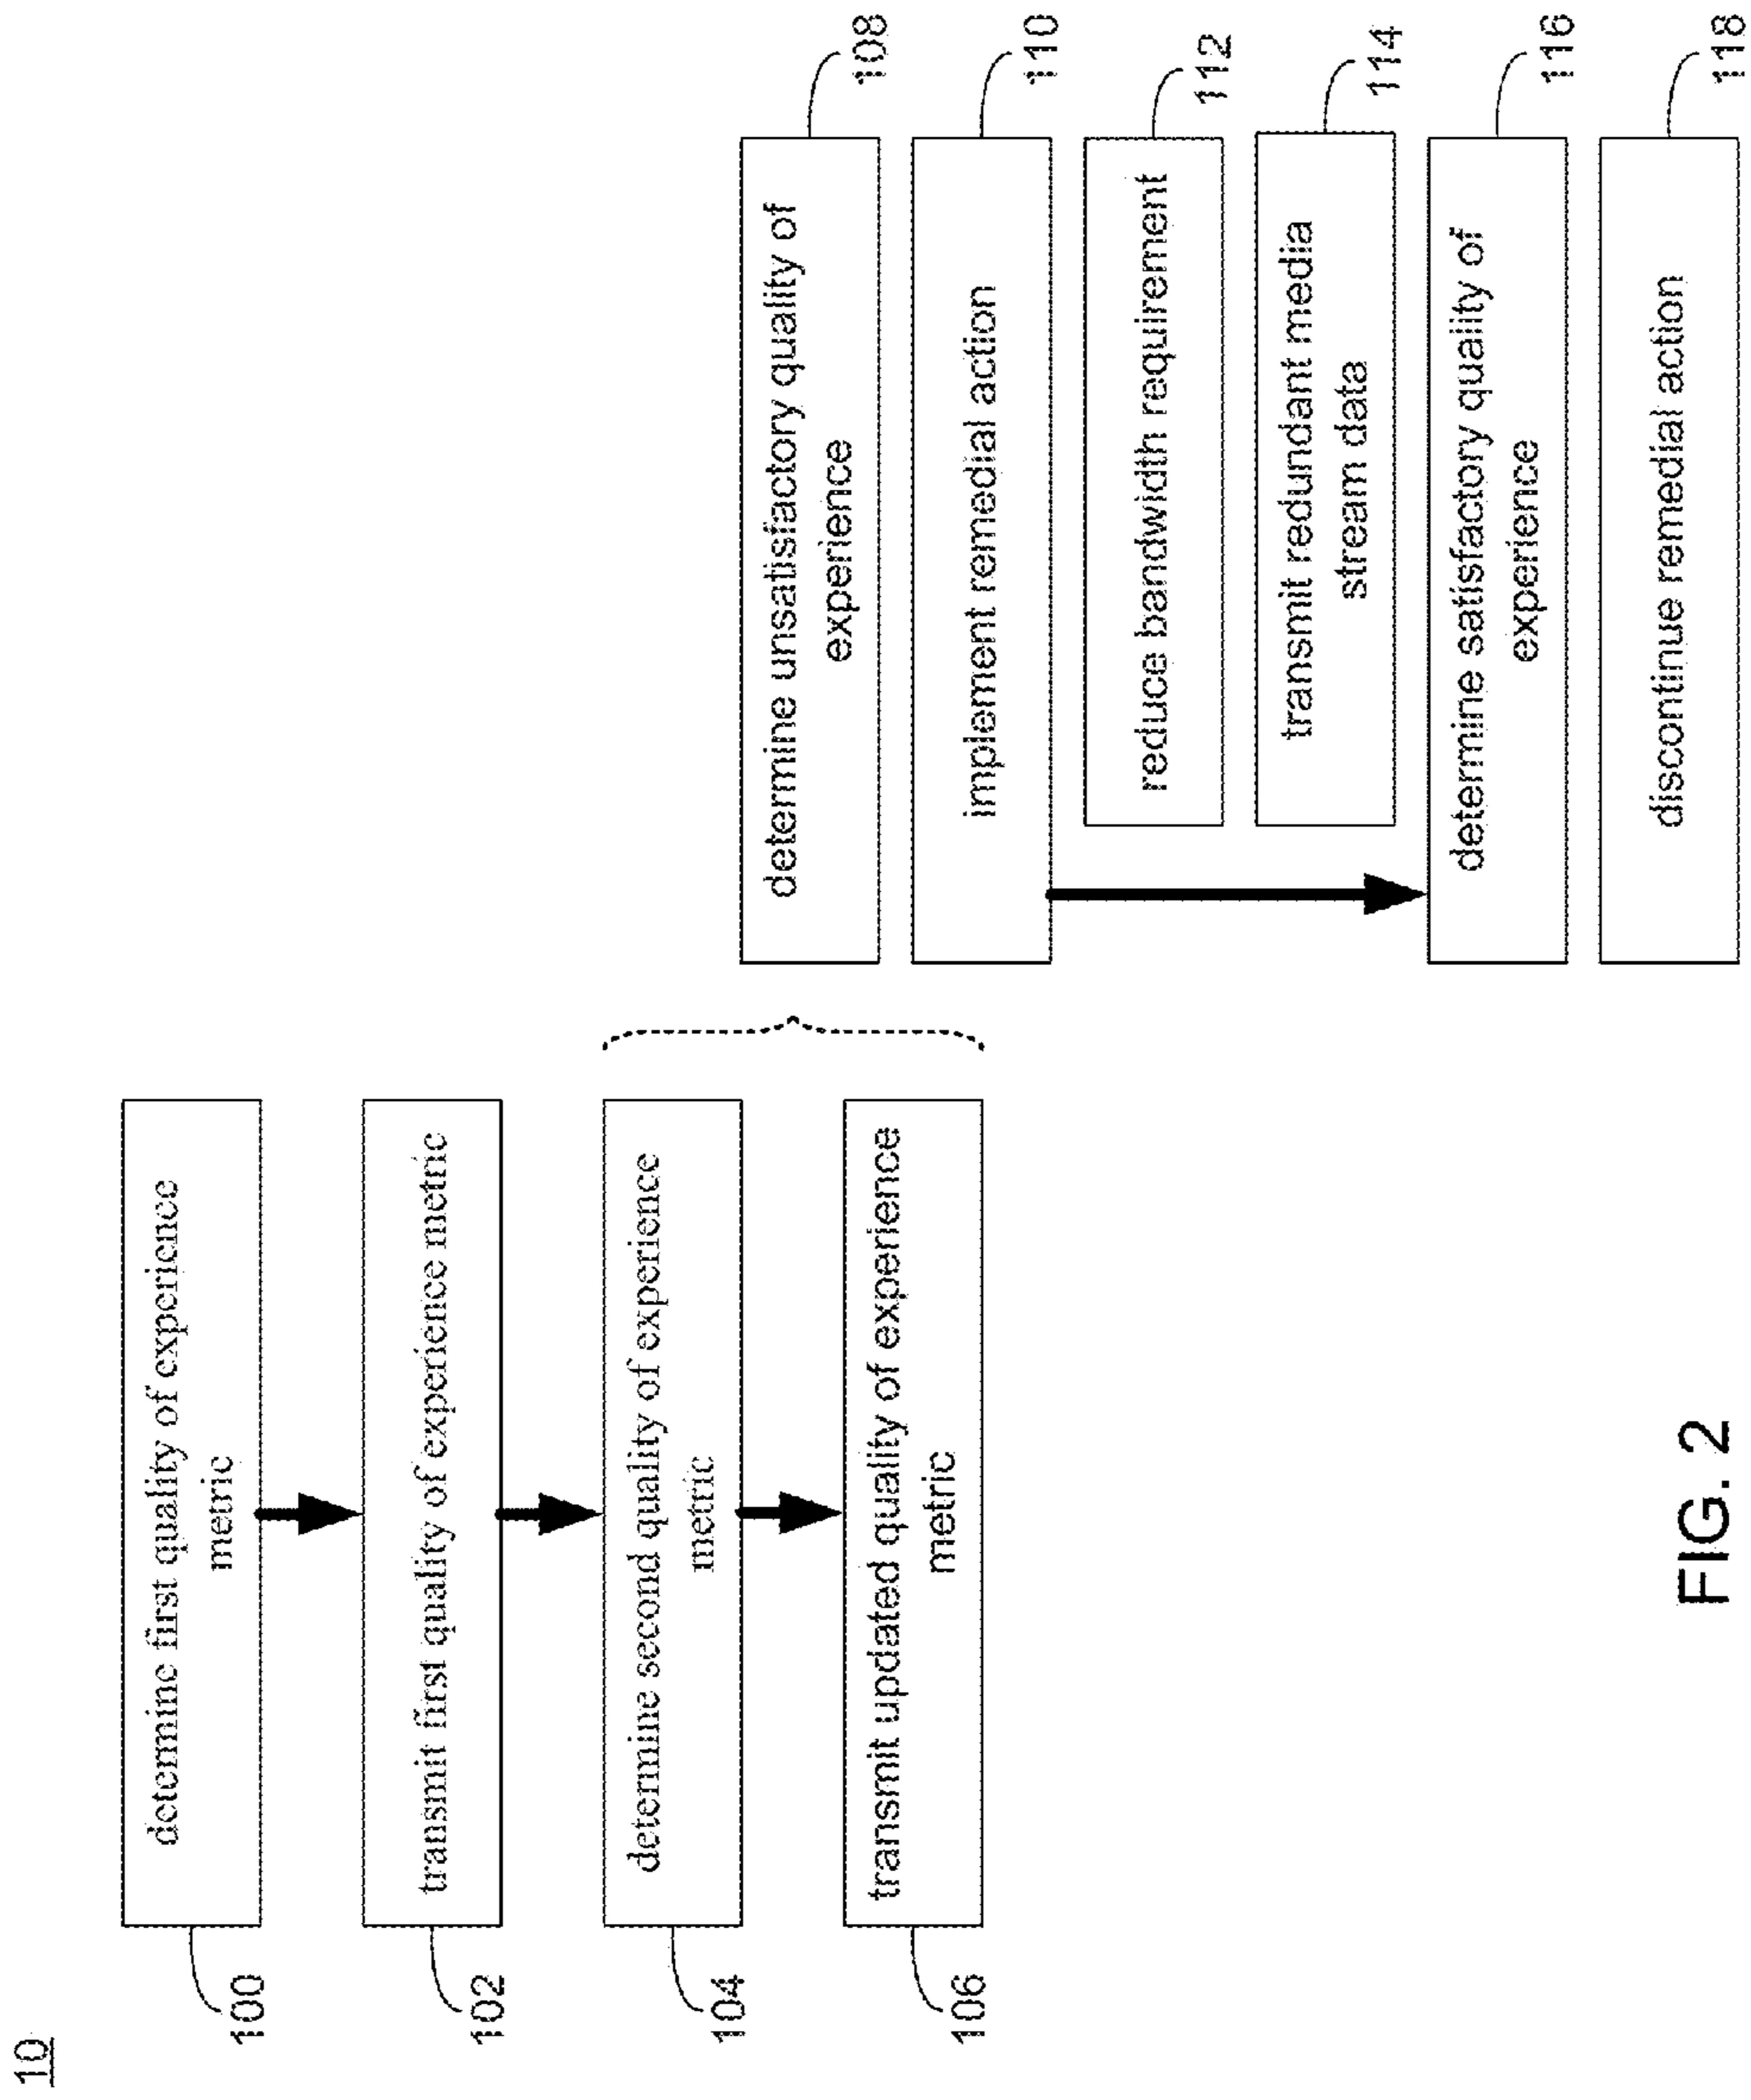 10
100
determine first quality of experience
metric
102
transmit first quality of experience metric
104
determine second quality of experience
metric
106
transmit updated quality of experience
metric
determine unsatisfactory quality of
experience
108
implement remedial action
110
reduce bandwidth requirement
112
transmit redundant media
stream data
114
determine satisfactory quality of
experience
116
discontinue remedial action
118
FIG. 2